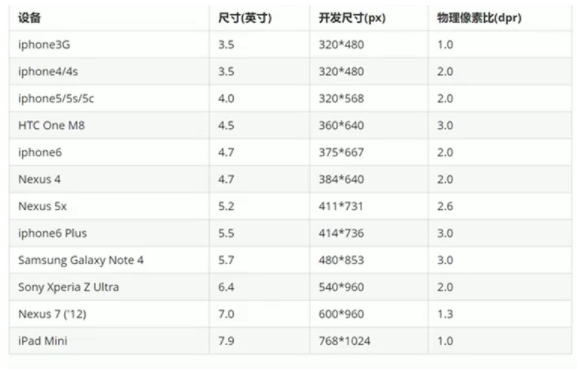 设备 尺寸(英寸) 开发尺寸(px) 物理像素比(dpr)
iphone3G 3.5 320*480 1.0
iphone4/4s 3.5 320*480 2.0
iphone5/5s/5c 4.0 320*568 2.0
HTC One M8 4.5 360*640 3.0
iphone6 4.7 375*667 2.0
Nexus 4 4.7 384*640 2.0
Nexus 5x 5.2 411*731 2.6
iphone6 Plus 5.5 414*736 3.0
Samsung Galaxy Note 4 5.7 480*853 3.0
Sony Xperia Z Ultra 6.4 540*960 2.0
Nexus 7 ('12) 7.0 600*960 1.3
iPad Mini 7.9 768*1024 1.0